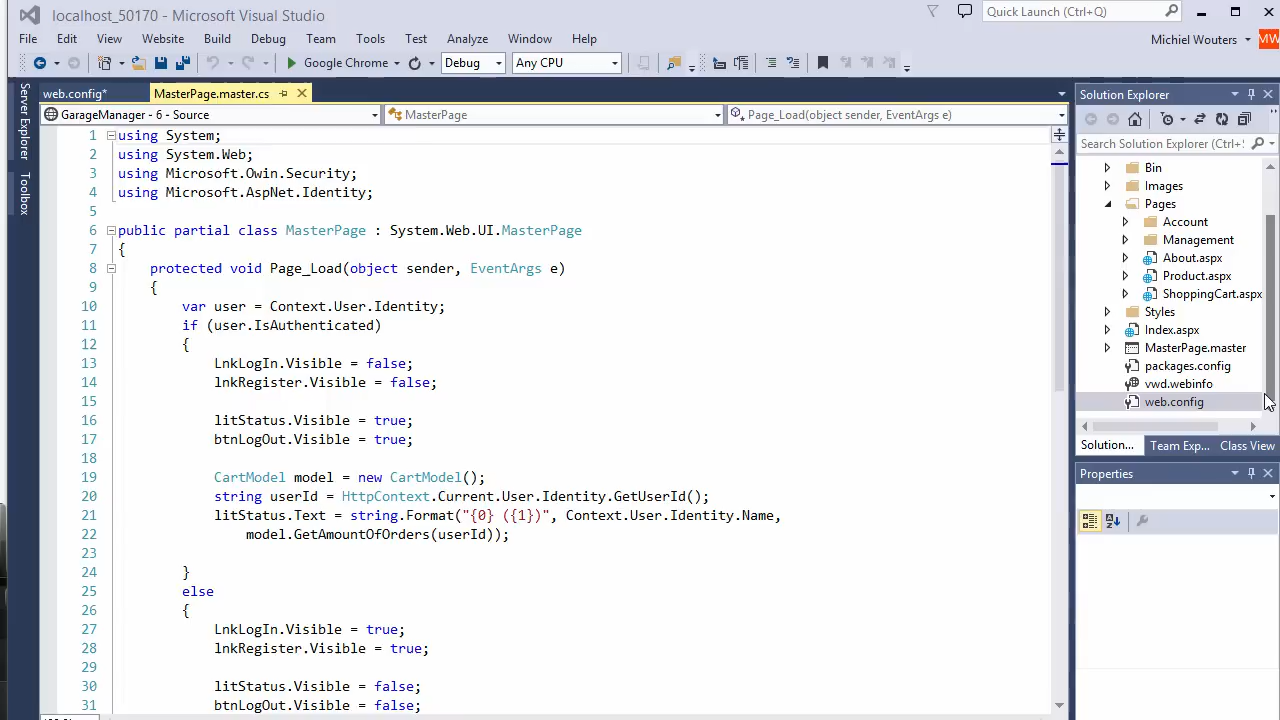 localhost_50170 - Microsoft Visual Studio
Quick Launch (Ctrl+Q)
File Edit View Website Build Debug Team Tools Test Analyze Window Help
Michiel Wouters MW
Google Chrome Debug Any CPU
Server Explorer
Toolbox
web.config* MasterPage.master.cs
GarageManager - 6 - Source MasterPage Page_Load(object sender, EventArgs e)
1 using System;
2 using System.Web;
3 using Microsoft.Owin.Security;
4 using Microsoft.AspNet.Identity;
5
6 public partial class MasterPage : System.Web.UI.MasterPage
7 {
8 protected void Page_Load(object sender, EventArgs e)
9 {
10 var user = Context.User.Identity;
11 if (user.IsAuthenticated)
12 {
13 LnkLogIn.Visible = false;
14 lnkRegister.Visible = false;
15
16 litStatus.Visible = true;
17 btnLogOut.Visible = true;
18
19 CartModel model = new CartModel();
20 string userId = HttpContext.Current.User.Identity.GetUserId();
21 litStatus.Text = string.Format("{0} ({1})", Context.User.Identity.Name,
22 model.GetAmountOfOrders(userId));
23
24 }
25 else
26 {
27 LnkLogIn.Visible = true;
28 lnkRegister.Visible = true;
29
30 litStatus.Visible = false;
31 btnLogOut.Visible = false;
Solution Explorer
Search Solution Explorer (Ctrl+
Bin
Images
Pages
Account
Management
About.aspx
Product.aspx
ShoppingCart.aspx
Styles
Index.aspx
MasterPage.master
packages.config
vwd.webinfo
web.config
Solution... Team Exp... Class View
Properties